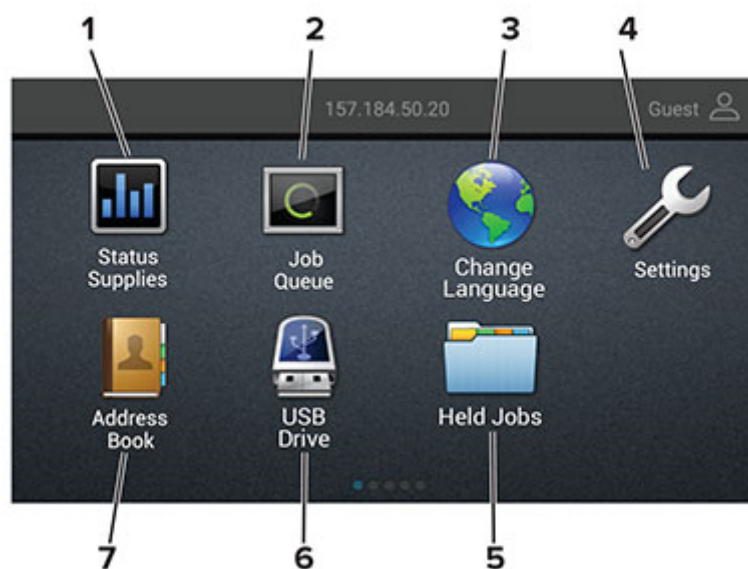 1 2 3 4
157.184.50.20 Guest
Status
Supplies
Job
Queue
Change
Language
Settings
Address
Book
USB
Drive
Held Jobs
7 6 5